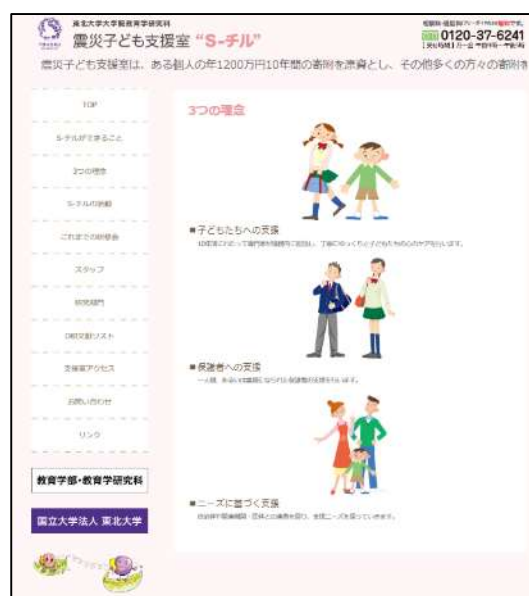 東北大学大学院教育学研究科
震災子ども支援室 “S-チル”
0120-37-6241
震災子ども支援室は、ある個人の年1200万円10年間の寄附を原資とし、その他多くの方々の寄附を
TOP
S-チルができること
3つの理念
S-チルの活動
これまでの研修会
スタッフ
研究部門
支援室アクセス
お問い合わせ
リンク
教育学部・教育学研究科
国立大学法人 東北大学
3つの理念
■子どもたちへの支援
■保護者への支援
■ニーズに基づく支援